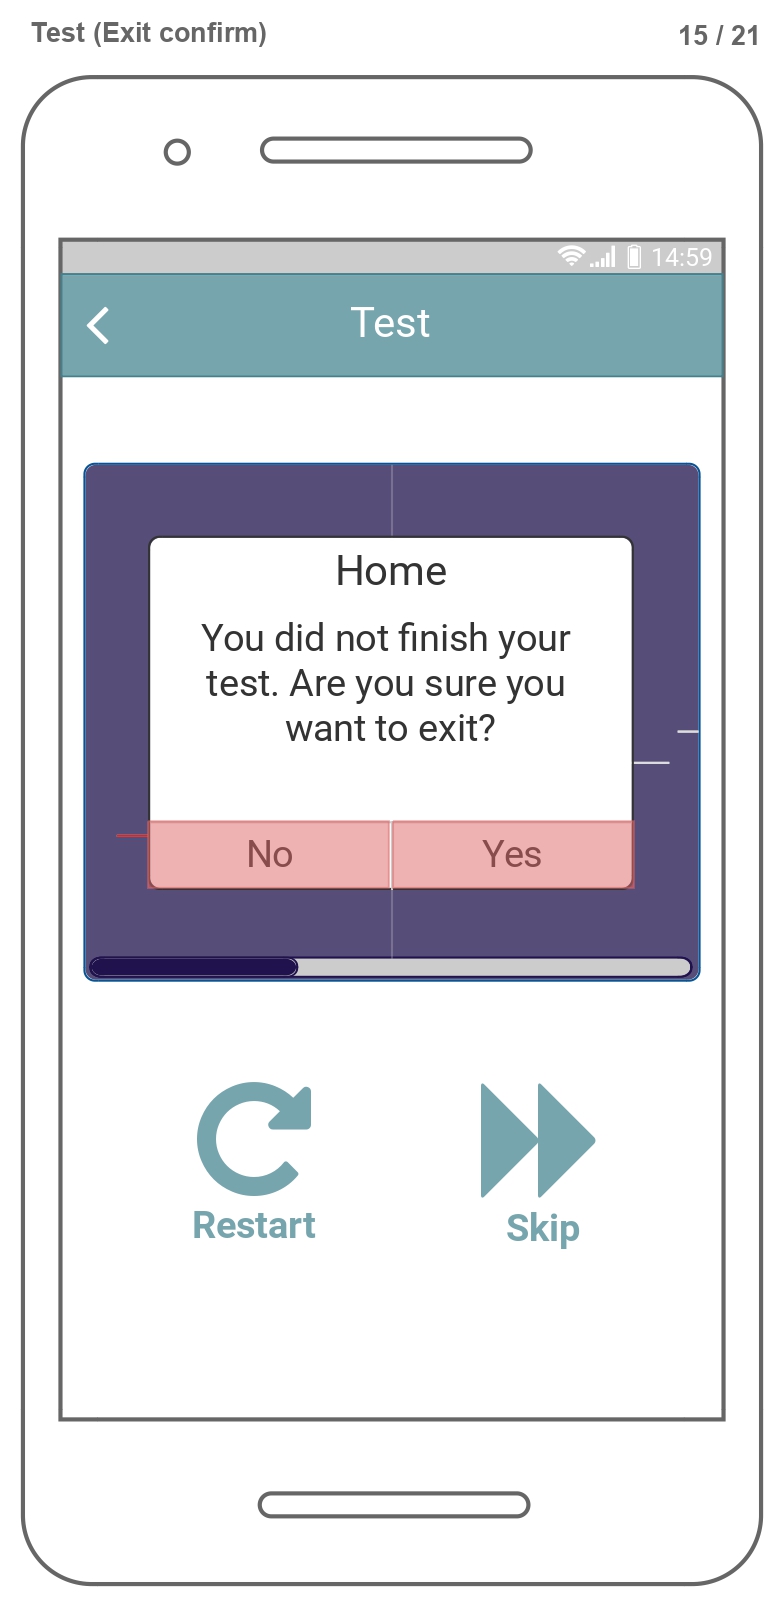 Test (Exit confirm)
15 / 21
14:59
Test
Home
You did not finish your
test. Are you sure you
want to exit?
No
Yes
Restart
Skip